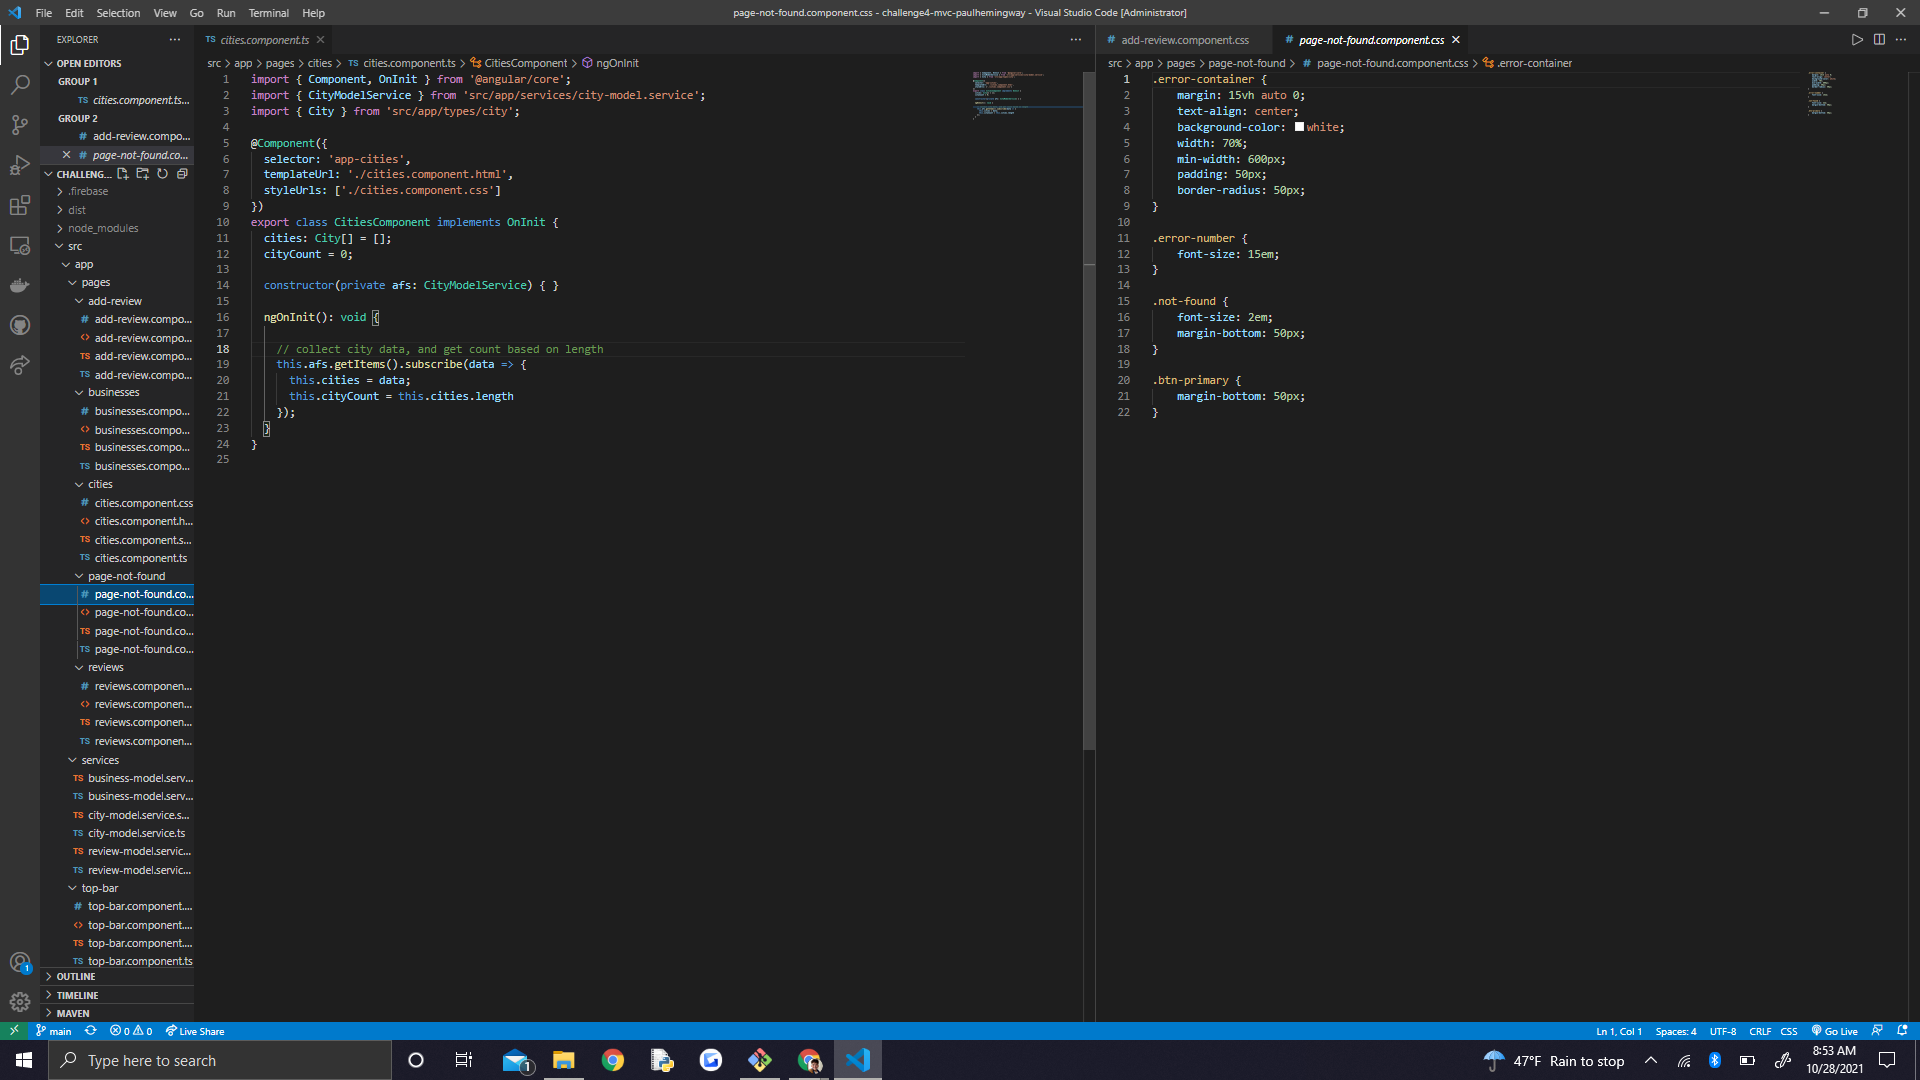 File Edit Selection View Go Run Terminal Help
page-not-found.component.css - challenge4-mvc-paulhemingway - Visual Studio Code [Administrator]
EXPLORER
OPEN EDITORS
GROUP 1
TS cities.component.ts...
GROUP 2
# add-review.compo...
# page-not-found.co...
CHALLENG...
.firebase
dist
node_modules
src
app
pages
add-review
# add-review.compo...
<> add-review.compo...
TS add-review.compo...
TS add-review.compo...
businesses
# businesses.compo...
<> businesses.compo...
TS businesses.compo...
TS businesses.compo...
cities
# cities.component.css
<> cities.component.h...
TS cities.component.s...
TS cities.component.ts
page-not-found
# page-not-found.co...
<> page-not-found.co...
TS page-not-found.co...
TS page-not-found.co...
reviews
# reviews.componen...
<> reviews.componen...
TS reviews.componen...
TS reviews.componen...
services
TS business-model.serv...
TS business-model.serv...
TS city-model.service.s...
TS city-model.service.ts
TS review-model.servic...
TS review-model.servic...
top-bar
# top-bar.component....
<> top-bar.component....
TS top-bar.component....
TS top-bar.component.ts
OUTLINE
TIMELINE
MAVEN
TS cities.component.ts
src > app > pages > cities > TS cities.component.ts > CitiesComponent > ngOnInit
1 import { Component, OnInit } from '@angular/core';
2 import { CityModelService } from 'src/app/services/city-model.service';
3 import { City } from 'src/app/types/city';
4
5 @Component({
6 selector: 'app-cities',
7 templateUrl: './cities.component.html',
8 styleUrls: ['./cities.component.css']
9 })
10 export class CitiesComponent implements OnInit {
11 cities: City[] = [];
12 cityCount = 0;
13
14 constructor(private afs: CityModelService) { }
15
16 ngOnInit(): void {
17
18 // collect city data, and get count based on length
19 this.afs.getItems().subscribe(data => {
20 this.cities = data;
21 this.cityCount = this.cities.length
22 });
23 }
24 }
25
# add-review.component.css
# page-not-found.component.css
src > app > pages > page-not-found > # page-not-found.component.css > .error-container
1 .error-container {
2 margin: 15vh auto 0;
3 text-align: center;
4 background-color: white;
5 width: 70%;
6 min-width: 600px;
7 padding: 50px;
8 border-radius: 50px;
9 }
10
11 .error-number {
12 font-size: 15em;
13 }
14
15 .not-found {
16 font-size: 2em;
17 margin-bottom: 50px;
18 }
19
20 .btn-primary {
21 margin-bottom: 50px;
22 }
1
main 0 0 Live Share
Ln 1, Col 1 Spaces: 4 UTF-8 CRLF CSS Go Live
Type here to search
1
47°F Rain to stop
8:53 AM
10/28/2021